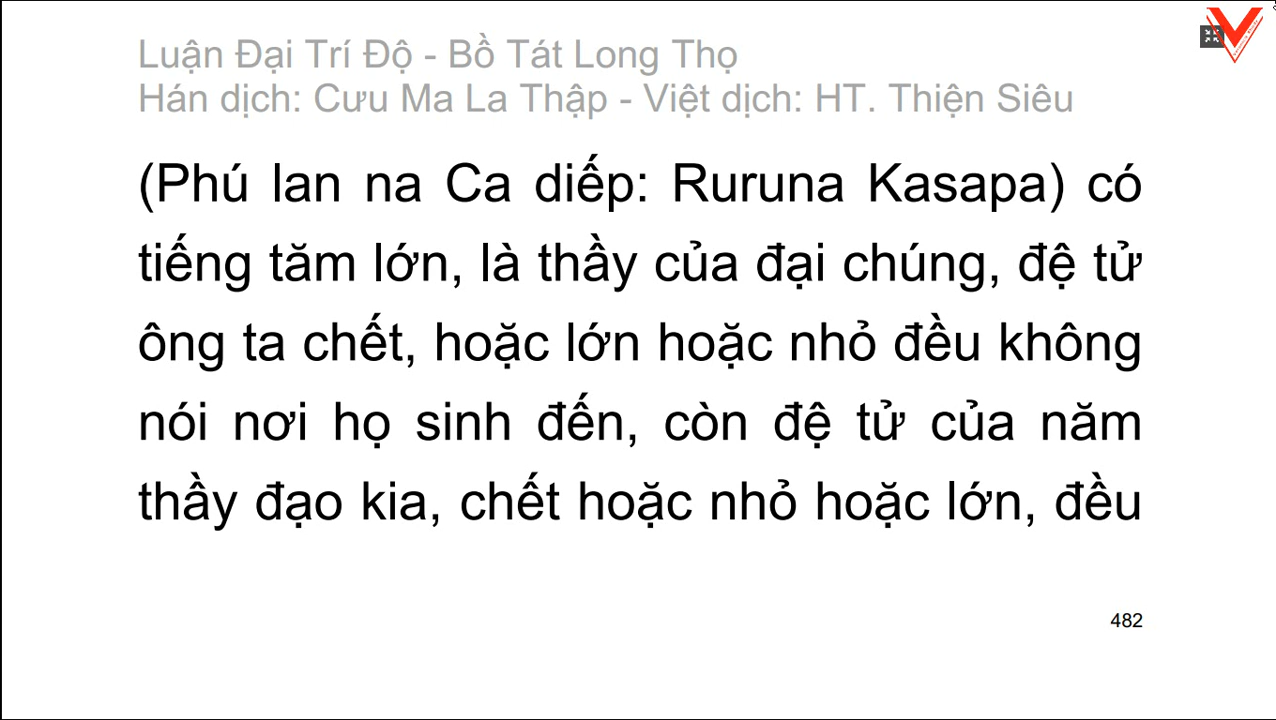 Luận Đại Trí Độ - Bồ Tát Long Thọ
Hán dịch: Cưu Ma La Thập - Việt dịch: HT. Thiện Siêu
(Phú lan na Ca diếp: Ruruna Kasapa) có
tiếng tăm lớn, là thầy của đại chúng, đệ tử
ông ta chết, hoặc lớn hoặc nhỏ đều không
nói nơi họ sinh đến, còn đệ tử của năm
thầy đạo kia, chết hoặc nhỏ hoặc lớn, đều
482